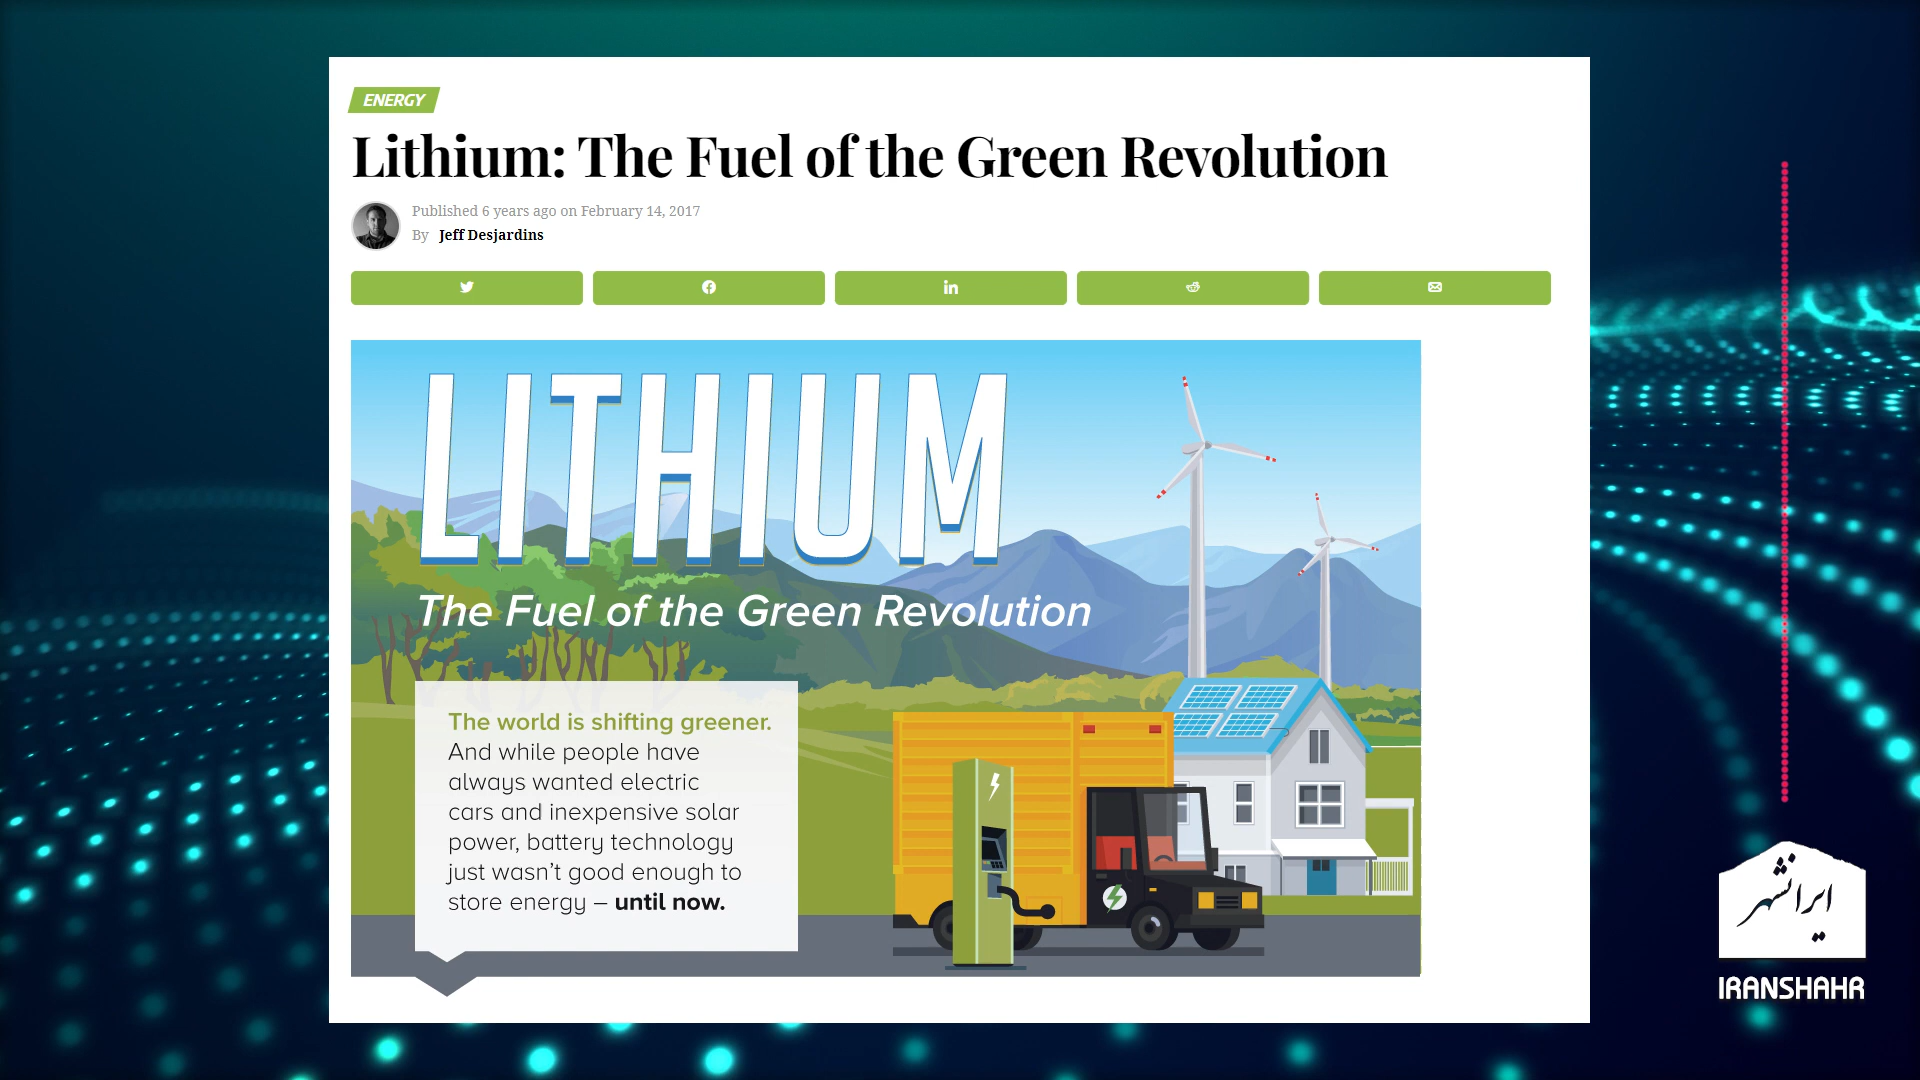 ENERGY
Lithium: The Fuel of the Green Revolution
Published 6 years ago on February 14, 2017
By Jeff Desjardins
LITHIUM
The Fuel of the Green Revolution
The world is shifting greener.
And while people have
always wanted electric
cars and inexpensive solar
power, battery technology
just wasn't good enough to
store energy – until now.
ایرانشهر
IRANSHAHR